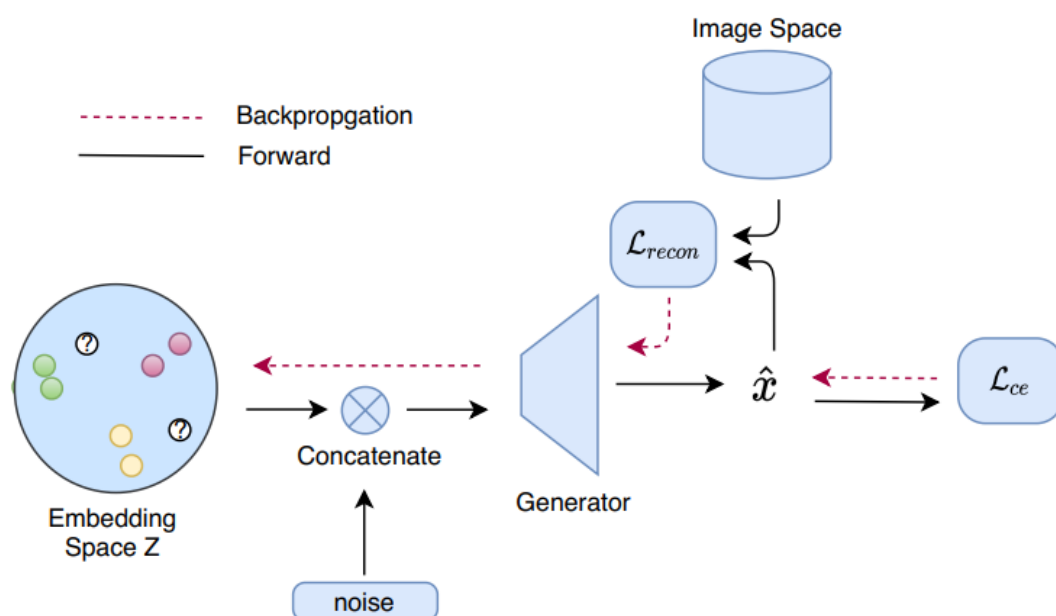 Image Space
Backpropgation
Forward
ℒrecon
?
?
x̂
ℒce
Concatenate
Generator
Embedding
Space Z
noise